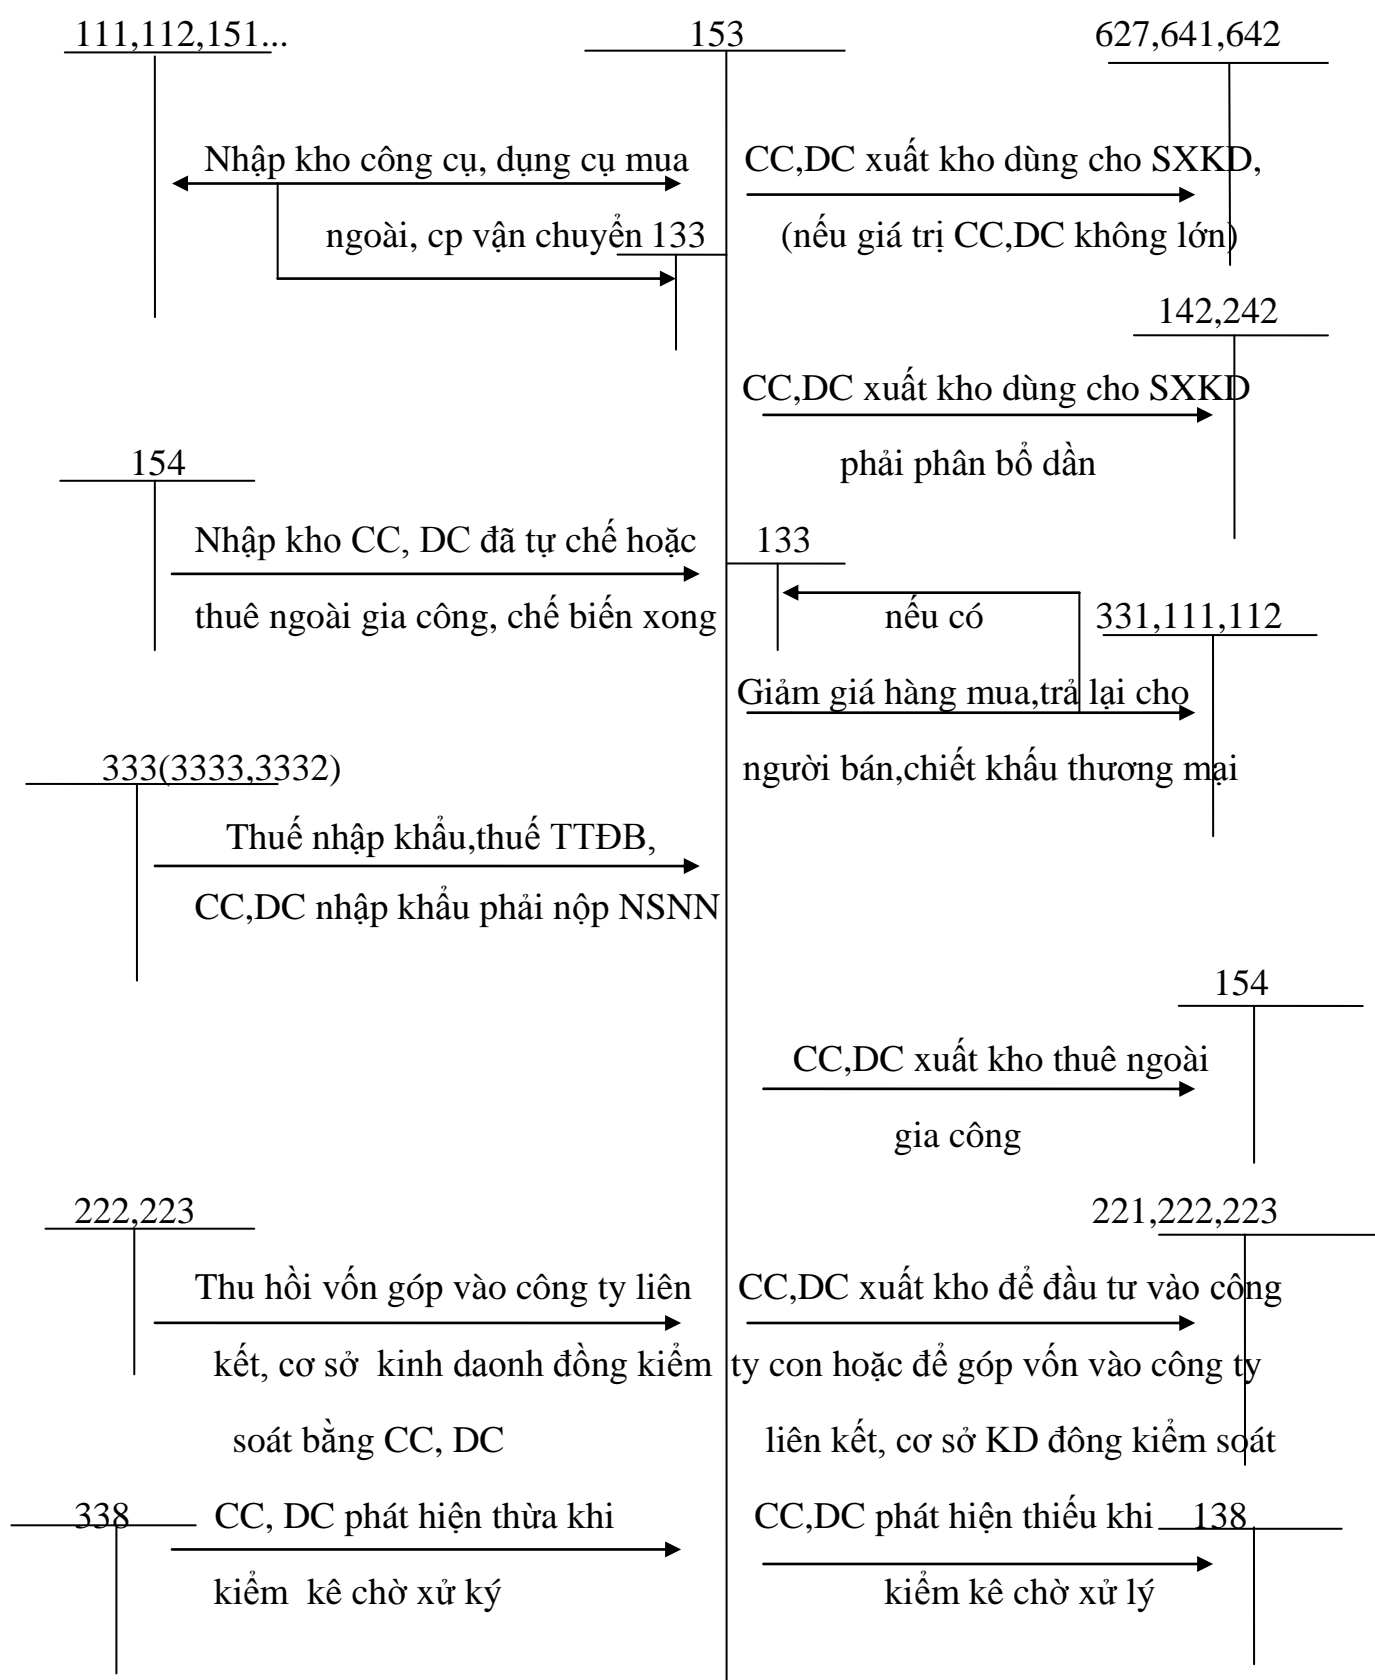 111,112,151...
153
627,641,642
Nhập kho công cụ, dụng cụ mua
CC,DC xuất kho dùng cho SXKD,
ngoài, cp vận chuyển 133
(nếu giá trị CC,DC không lớn)
142,242
CC,DC xuất kho dùng cho SXKD
phải phân bổ dần
154
Nhập kho CC, DC đã tự chế hoặc
133
thuê ngoài gia công, chế biến xong
nếu có
331,111,112
Giảm giá hàng mua,trả lại cho
333(3333,3332)
người bán,chiết khấu thương mại
Thuế nhập khẩu,thuế TTĐB,
CC,DC nhập khẩu phải nộp NSNN
154
CC,DC xuất kho thuê ngoài
gia công
222,223
221,222,223
Thu hồi vốn góp vào công ty liên
CC,DC xuất kho để đầu tư vào công
kết, cơ sở kinh daonh đồng kiểm
ty con hoặc để góp vốn vào công ty
soát bằng CC, DC
liên kết, cơ sở KD đông kiểm soát
338
CC, DC phát hiện thừa khi
CC,DC phát hiện thiếu khi
138
kiểm kê chờ xử ký
kiểm kê chờ xử lý